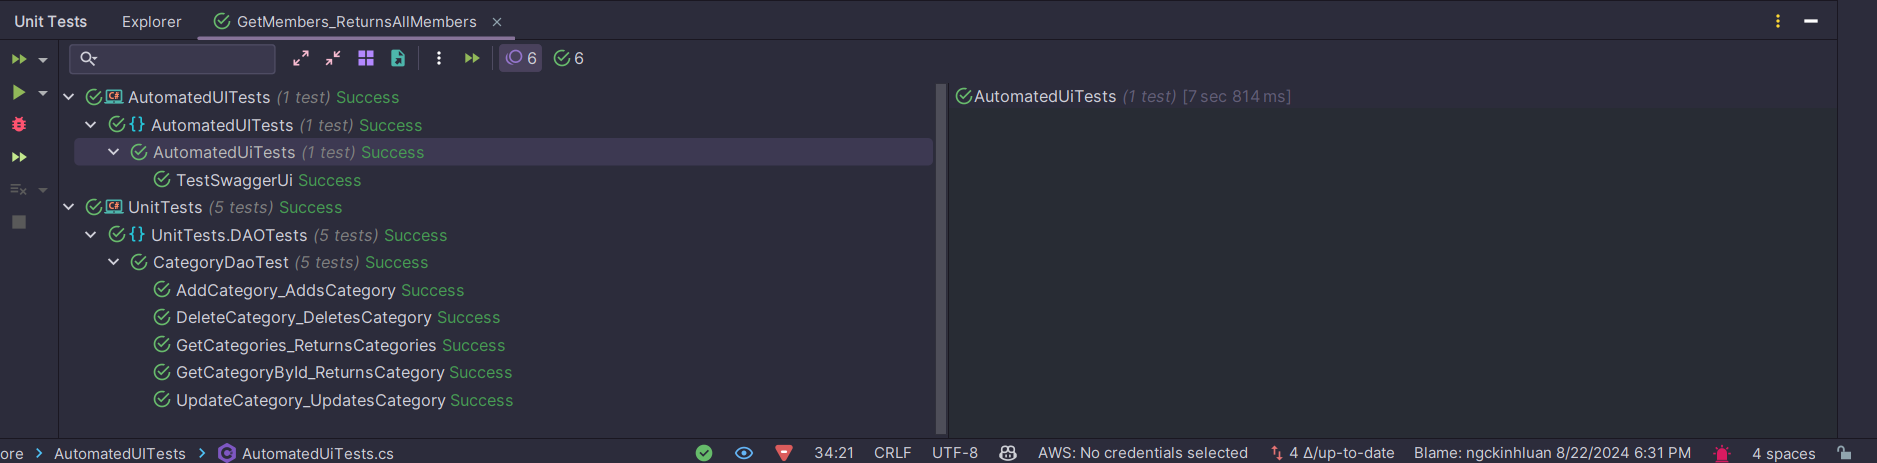 Unit Tests Explorer GetMembers_ReturnsAllMembers
6 6
AutomatedUITests (1 test) Success
AutomatedUITests (1 test) Success
AutomatedUiTests (1 test) Success
TestSwaggerUi Success
UnitTests (5 tests) Success
UnitTests.DAOTests (5 tests) Success
CategoryDaoTest (5 tests) Success
AddCategory_AddsCategory Success
DeleteCategory_DeletesCategory Success
GetCategories_ReturnsCategories Success
GetCategoryById_ReturnsCategory Success
UpdateCategory_UpdatesCategory Success
AutomatedUiTests (1 test) [7 sec 814 ms]
ore AutomatedUITests AutomatedUiTests.cs 34:21 CRLF UTF-8 AWS: No credentials selected 4 Δ/up-to-date Blame: ngckinhluan 8/22/2024 6:31 PM 4 spaces